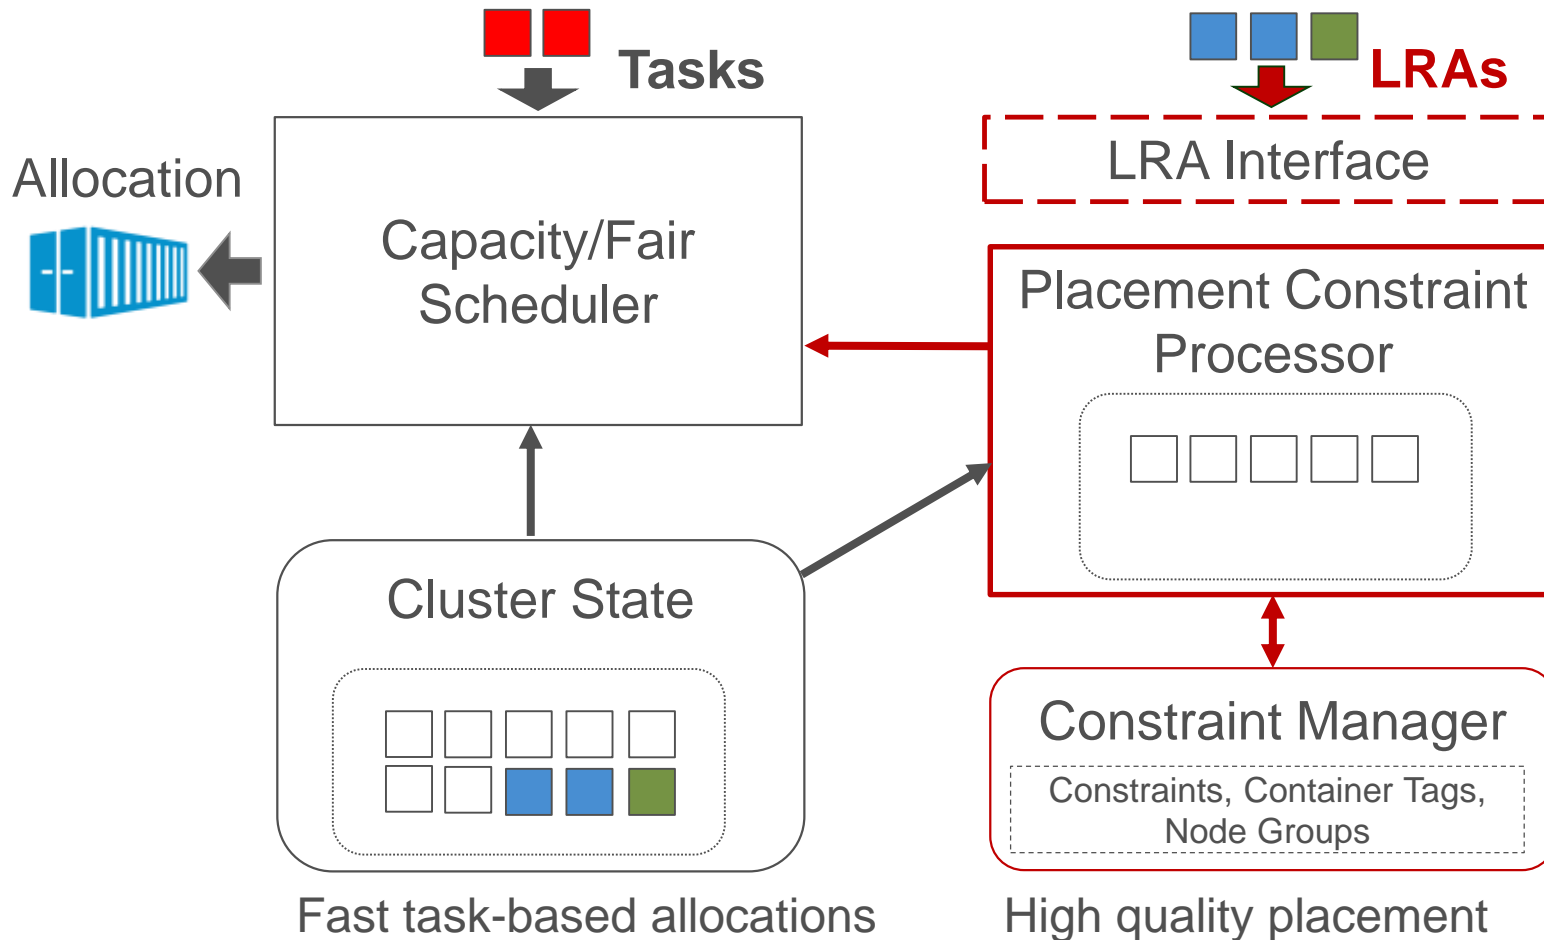 Tasks
LRAs
Allocation
LRA Interface
Capacity/Fair
Scheduler
Placement Constraint
Processor
Cluster State
Constraint Manager
Constraints, Container Tags,
Node Groups
Fast task-based allocations
High quality placement